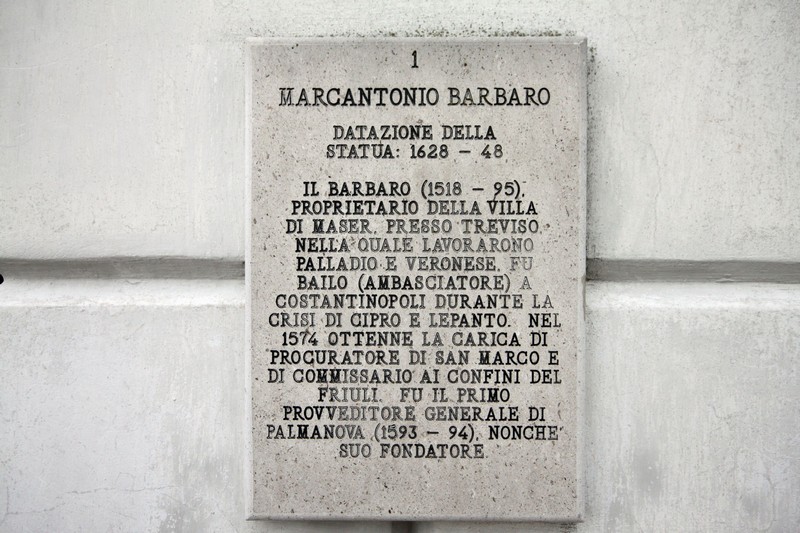 1
MARCANTONIO BARBARO
DATAZIONE DELLA
STATUA: 1628 – 48
IL BARBARO (1518 – 95),
PROPRIETARIO DELLA VILLA
DI MASER, PRESSO TREVISO,
NELLA QUALE LAVORARONO
PALLADIO E VERONESE, FU
BAILO (AMBASCIATORE) A
COSTANTINOPOLI DURANTE LA
CRISI DI CIPRO E LEPANTO. NEL
1574 OTTENNE LA CARICA DI
PROCURATORE DI SAN MARCO E
DI COMMISSARIO AI CONFINI DEL
FRIULI. FU IL PRIMO
PROVVEDITORE GENERALE DI
PALMANOVA (1593 – 94), NONCHE'
SUO FONDATORE.